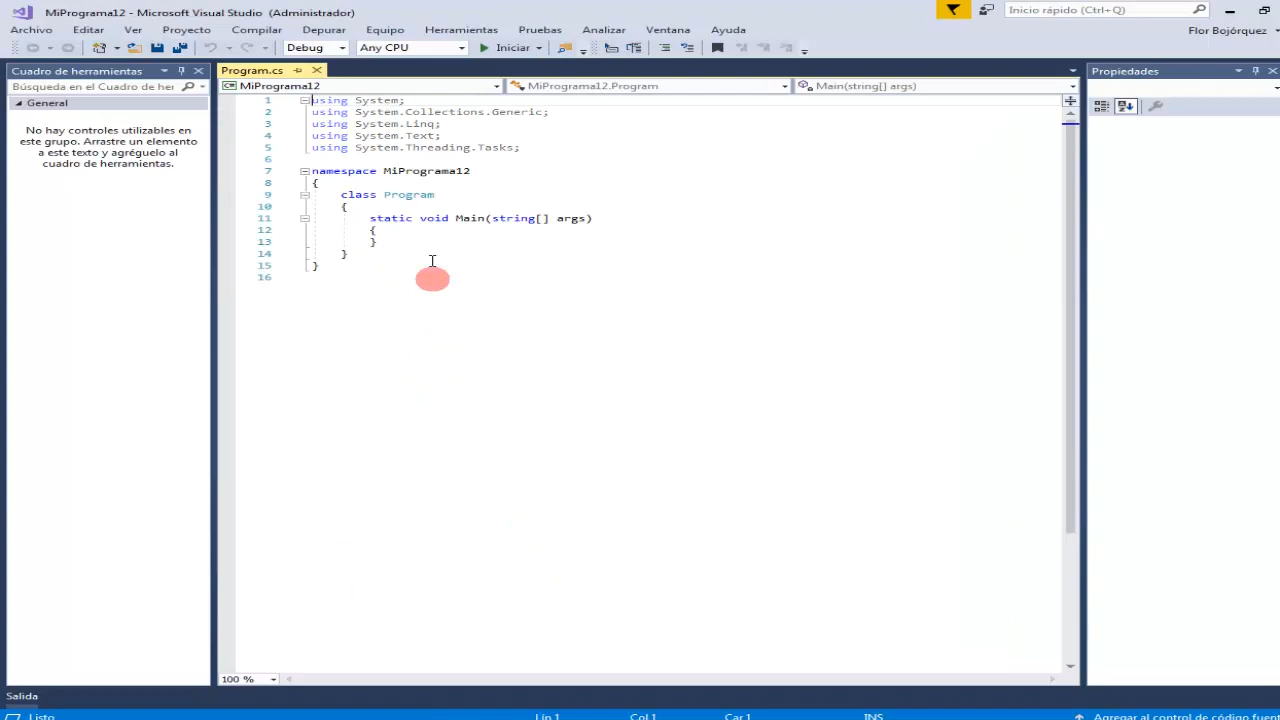 MiPrograma12 - Microsoft Visual Studio (Administrador)
Inicio rápido (Ctrl+Q)
Archivo Editar Ver Proyecto Compilar Depurar Equipo Herramientas Pruebas Analizar Ventana Ayuda
Flor Bojórquez
Debug Any CPU Iniciar
Cuadro de herramientas
Búsqueda en el Cuadro de her
General
No hay controles utilizables en
este grupo. Arrastre un elemento
a este texto y agréguelo al
cuadro de herramientas.
Program.cs
MiPrograma12 MiPrograma12.Program Main(string[] args)
1 using System;
2 using System.Collections.Generic;
3 using System.Linq;
4 using System.Text;
5 using System.Threading.Tasks;
6
7 namespace MiPrograma12
8 {
9 class Program
10 {
11 static void Main(string[] args)
12 {
13 }
14 }
15 }
16
100 %
Propiedades
Salida
Listo Lín 1 Col 1 Car 1 INS Agregar al control de código fuent